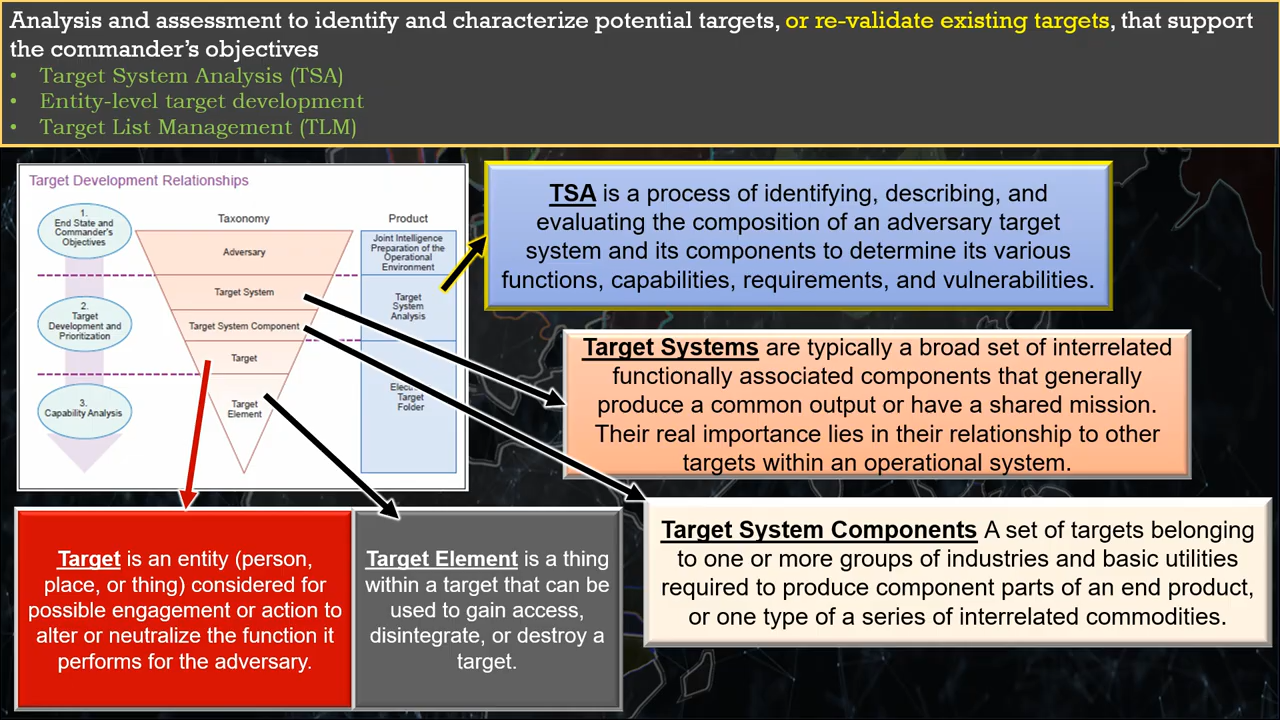 Analysis and assessment to identify and characterize potential targets, or re-validate existing targets, that support
the commander's objectives
• Target System Analysis (TSA)
• Entity-level target development
• Target List Management (TLM)
Target Development Relationships
1.
End State and
Commander's
Objectives
2.
Target
Development and
Prioritization
3.
Capability Analysis
Taxonomy
Adversary
Target System
Target System Component
Target
Target
Element
Product
Joint Intelligence
Preparation of the
Operational
Environment
Target
System
Analysis
Target
Folder
TSA is a process of identifying, describing, and
evaluating the composition of an adversary target
system and its components to determine its various
functions, capabilities, requirements, and vulnerabilities.
Target Systems are typically a broad set of interrelated
functionally associated components that generally
produce a common output or have a shared mission.
Their real importance lies in their relationship to other
targets within an operational system.
Target System Components A set of targets belonging
to one or more groups of industries and basic utilities
required to produce component parts of an end product,
or one type of a series of interrelated commodities.
Target is an entity (person,
place, or thing) considered for
possible engagement or action to
alter or neutralize the function it
performs for the adversary.
Target Element is a thing
within a target that can be
used to gain access,
disintegrate, or destroy a
target.